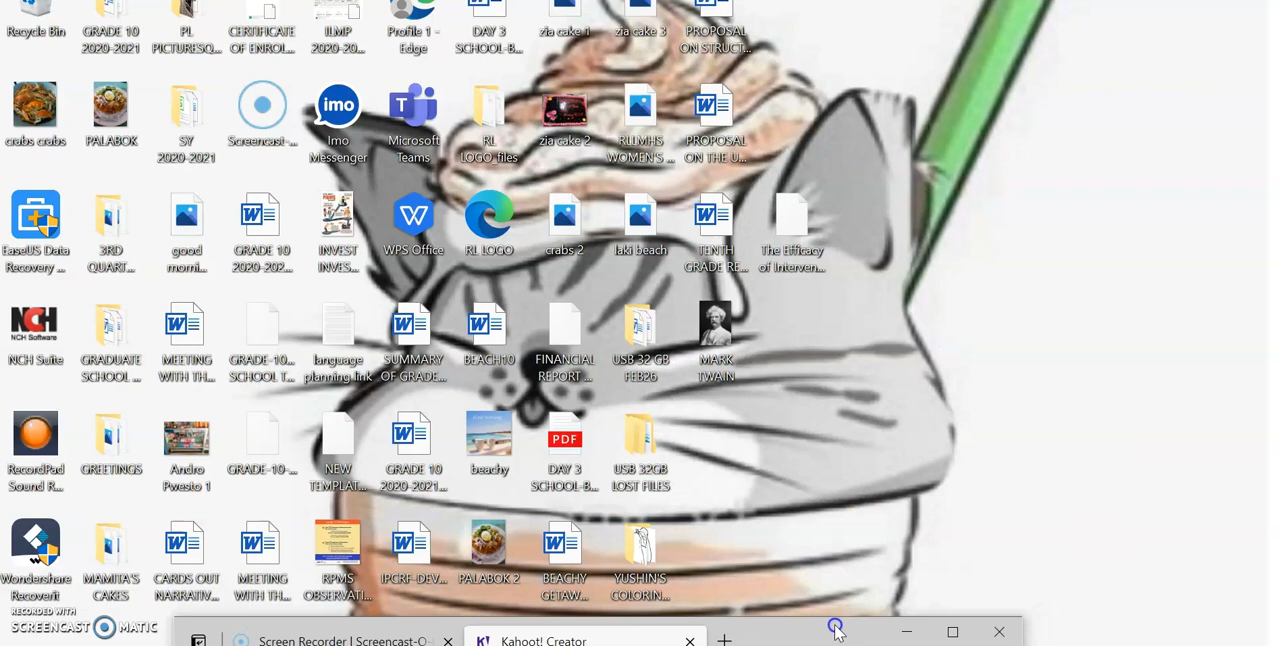 Recycle Bin
GRADE 10
2020-2021
PL
PICTURESQ...
CERTIFICATE
OF ENROL...
ILMP
2020-20...
Profile 1 -
Edge
DAY 3
SCHOOL-B...
zia cake 1
zia cake 3
PROPOSAL
ON STRUCT...
crabs crabs
PALABOK
SY
2020-2021
Screencast-...
imo
Imo
Messenger
T
Microsoft
Teams
RL
LOGO_files
zia cake 2
RLLMHS
WOMEN'S ...
PROPOSAL
ON THE U...
EaseUS Data
Recovery ...
3RD
QUART...
good
morni...
GRADE 10
2020-202...
INVEST
INVES...
WPS Office
RL LOGO
crabs 2
laki beach
TENTH
GRADE RE...
The Efficacy
of Interven...
NCH
NCH Software
NCH Suite
GRADUATE
SCHOOL ...
MEETING
WITH TH...
GRADE-10...
SCHOOL T...
language
planning link
SUMMARY
OF GRADE...
BEACH10
FINANCIAL
REPORT ...
USB 32 GB
FEB26
MARK
TWAIN
RecordPad
Sound R...
GREETINGS
Andro
Pwesto 1
GRADE-10-...
NEW
TEMPLAT...
GRADE 10
2020-2021...
beachy
PDF
DAY 3
SCHOOL-B...
USB 32GB
LOST FILES
Wondershare
Recoverit
MAMITA'S
CAKES
CARDS OUT
NARRATIV...
MEETING
WITH TH...
RPMS
OBSERVATI...
IPCRF-DEV...
PALABOK 2
BEACHY
GETAW...
YUSHIN'S
COLORIN...
RECORDED WITH
SCREENCAST MATIC
Screen Recorder | Screencast-O-
K! Kahoot! Creator